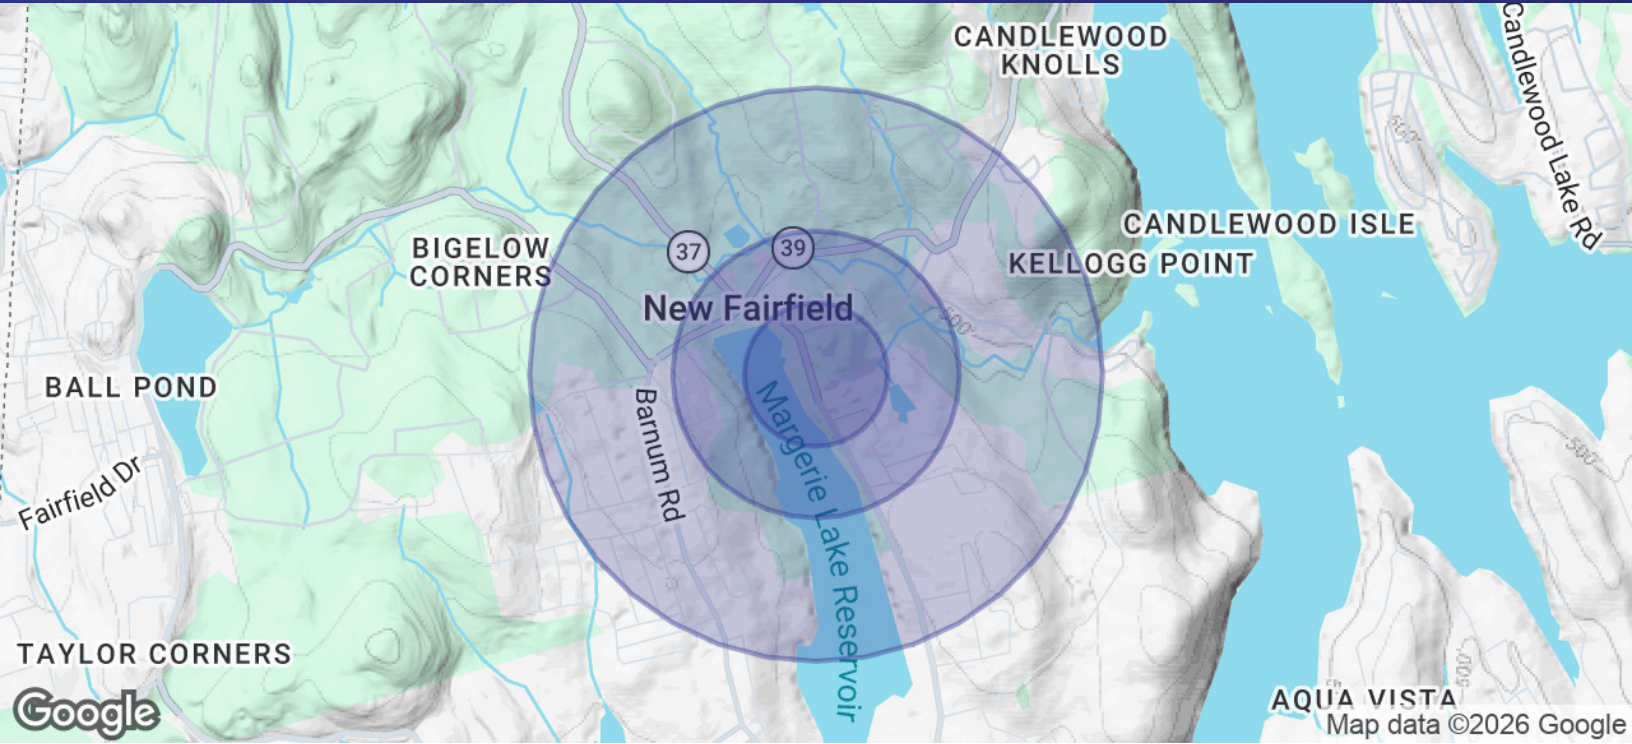 CANDLEWOOD
KNOLLS
Candlewood Lake Rd
500'
CANDLEWOOD ISLE
KELLOGG POINT
BIGELOW
CORNERS
37
39
New Fairfield
500'
BALL POND
Barnum Rd
Margerie Lake Reservoir
Fairfield Dr
500'
TAYLOR CORNERS
500'
AQUA VISTA
Google
Map data ©2026 Google